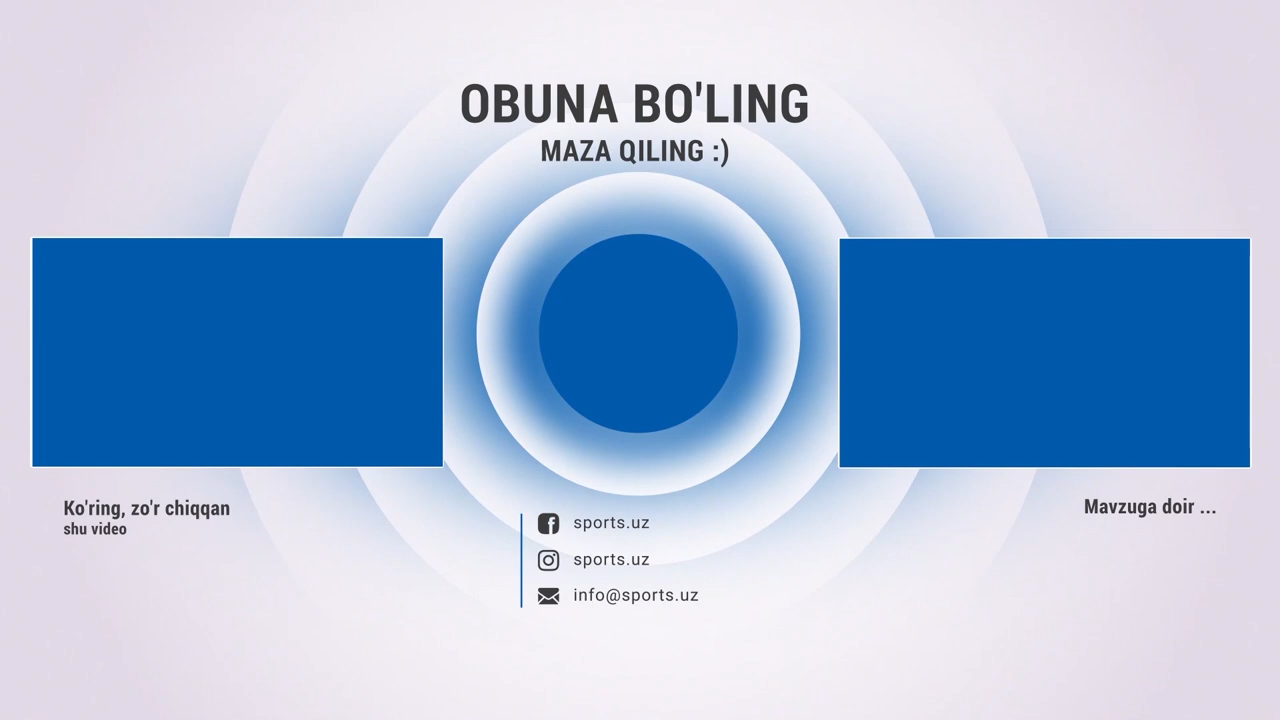 OBUNA BO'LING
MAZA QILING :)
Ko'ring, zo'r chiqqan
shu video
Mavzuga doir ...
sports.uz
sports.uz
info@sports.uz